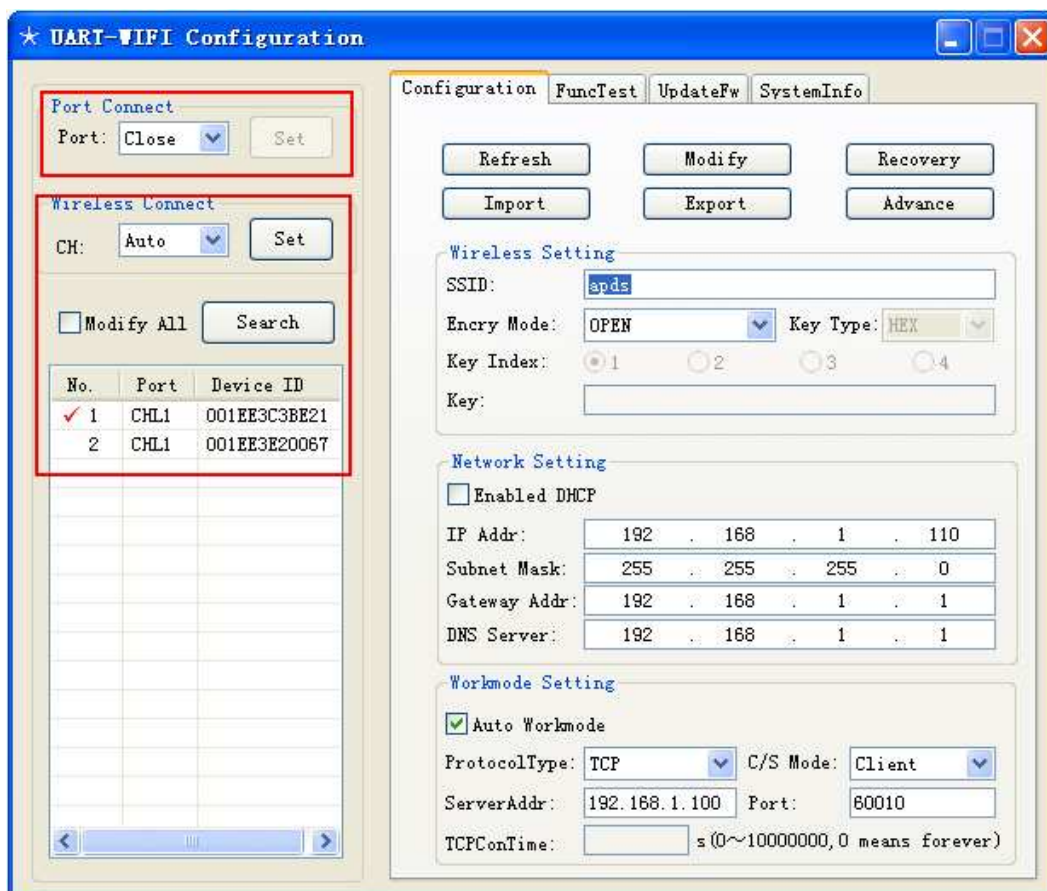 UART-WIFI Configuration
Port Connect
Port: Close Set
Wireless Connect
CH: Auto Set
Modify All Search
No. Port Device ID
1 CHL1 001EE3C3BE21
2 CHL1 001EE3E20067
Configuration FuncTest UpdateFw SystemInfo
Refresh Modify Recovery
Import Export Advance
Wireless Setting
SSID: apds
Encry Mode: OPEN Key Type: HEX
Key Index: 1 2 3 4
Key:
Network Setting
Enabled DHCP
IP Addr: 192 . 168 . 1 . 110
Subnet Mask: 255 . 255 . 255 . 0
Gateway Addr: 192 . 168 . 1 . 1
DNS Server: 192 . 168 . 1 . 1
Workmode Setting
Auto Workmode
ProtocolType: TCP C/S Mode: Client
ServerAddr: 192.168.1.100 Port: 60010
TCPConTime: s(0～10000000,0 means forever)